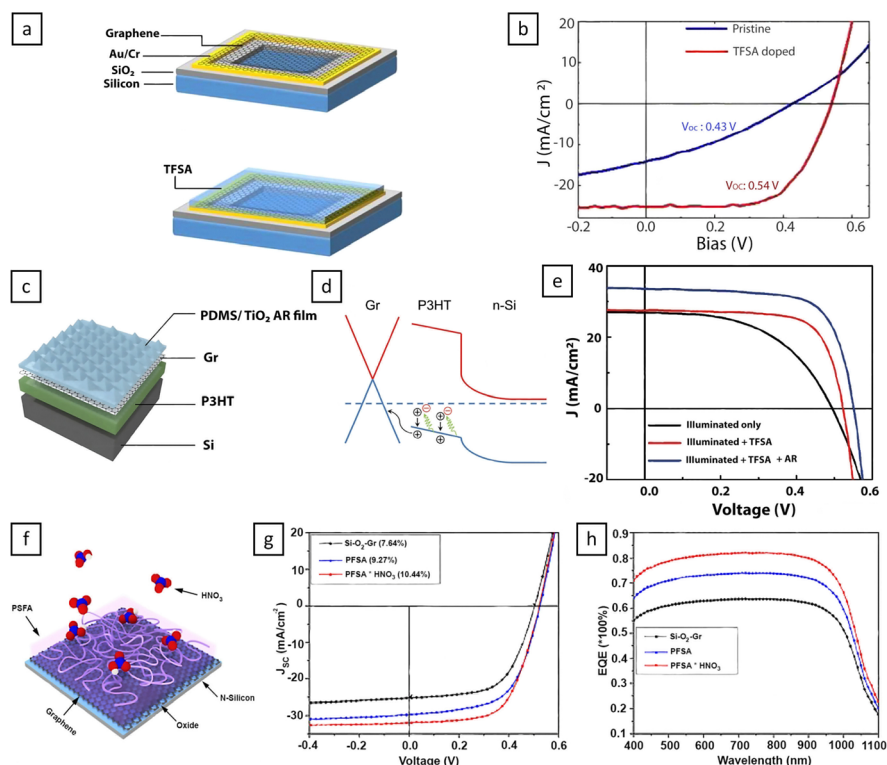 a
Graphene
Au/Cr
SiO₂
Silicon
TFSA
b
20
10
0
-10
-20
J (mA/cm²)
Pristine
TFSA doped
Voc : 0.43 V
Voc: 0.54 V
-0.2 0.0 0.2 0.4 0.6
Bias (V)
c
PDMS/ TiO₂ AR film
Gr
P3HT
Si
d
Gr P3HT n-Si
e
40
20
0
-20
J (mA/cm²)
Illuminated only
Illuminated + TFSA
Illuminated + TFSA + AR
0.0 0.2 0.4 0.6
Voltage (V)
f
HNO₃
PSFA
N-Silicon
Oxide
Graphene
g
20
10
0
-10
-20
-30
J_SC (mA/cm⁻²)
Si-O₂-Gr (7.64%)
PFSA (9.27%)
PFSA * HNO₃ (10.44%)
-0.4 -0.2 0.0 0.2 0.4 0.6
Voltage (V)
h
0.9
0.8
0.7
0.6
0.5
0.4
0.3
0.2
0.1
EQE (*100%)
Si-O₂-Gr
PFSA
PFSA * HNO₃
400 500 600 700 800 900 1000 1100
Wavelength (nm)